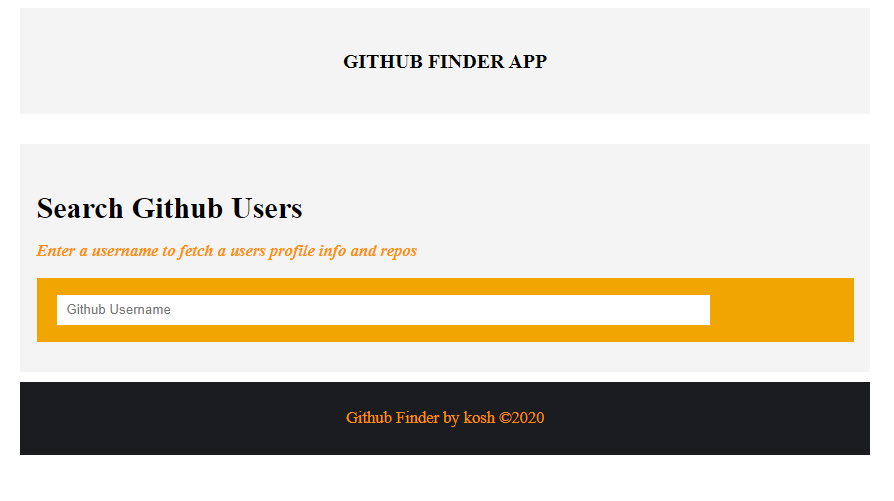 GITHUB FINDER APP
Search Github Users
Enter a username to fetch a users profile info and repos
Github Username
Github Finder by kosh ©2020